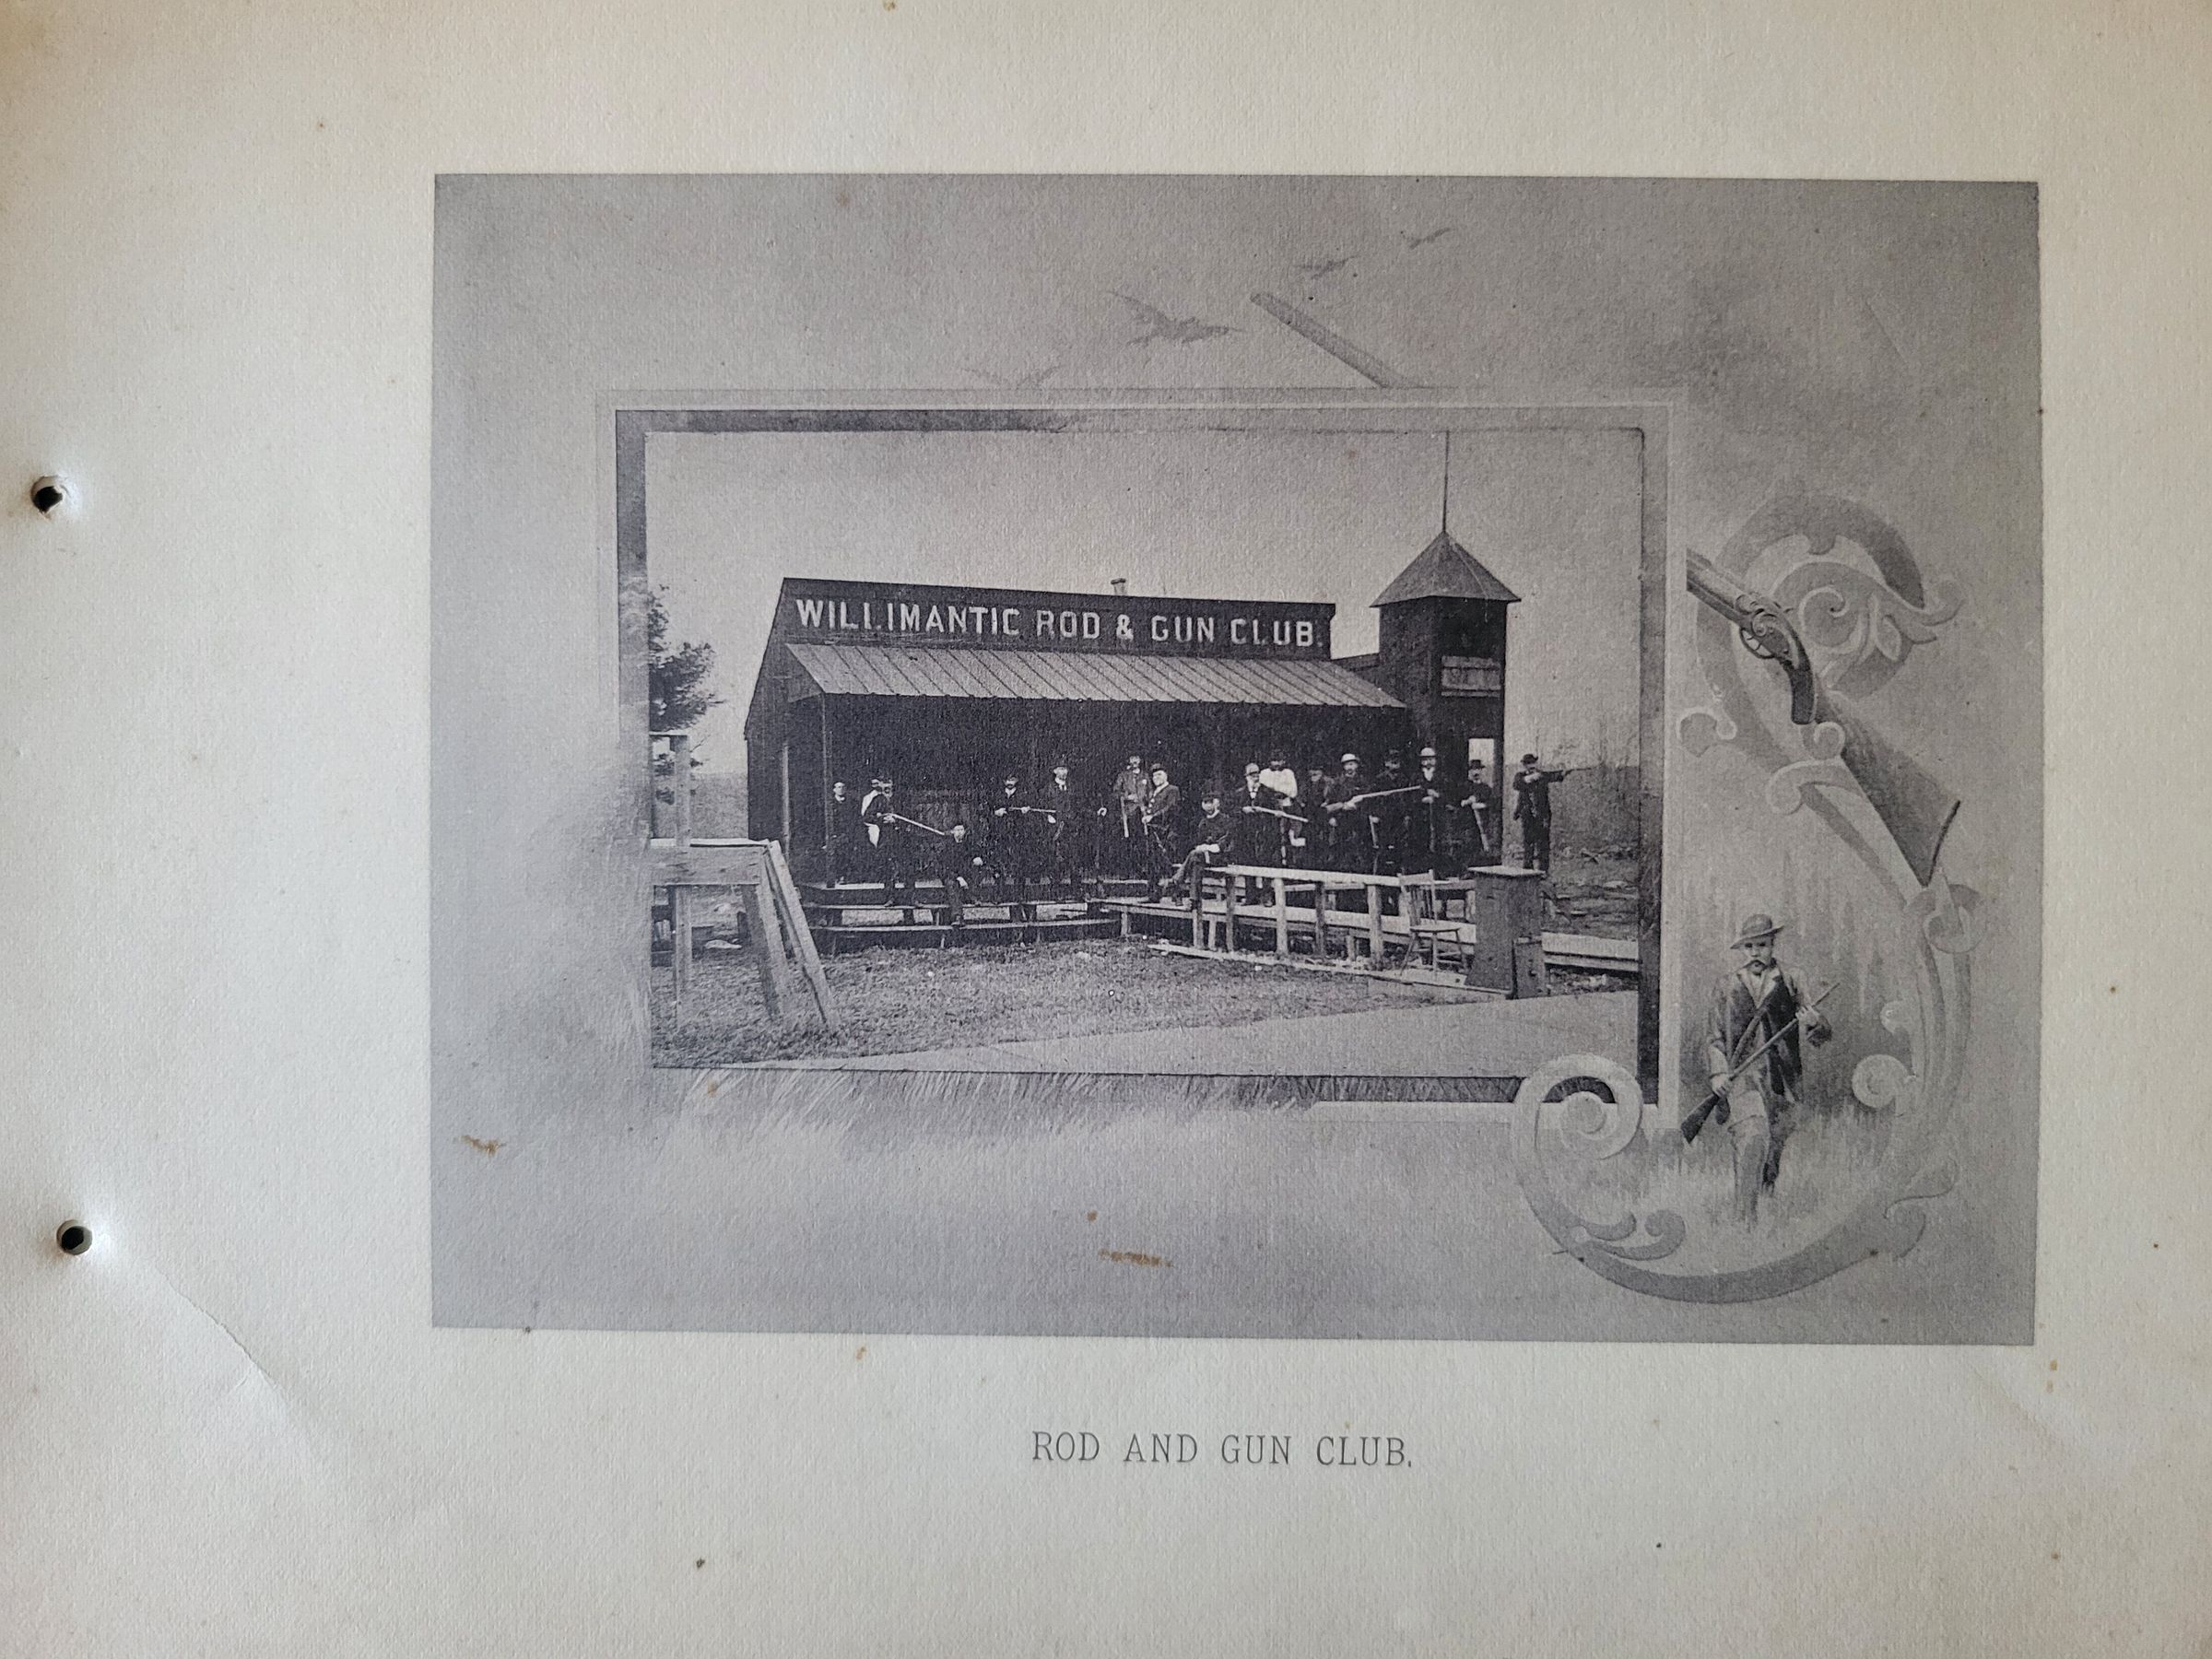 WILLIMANTIC ROD & GUN CLUB.
ROD AND GUN CLUB.